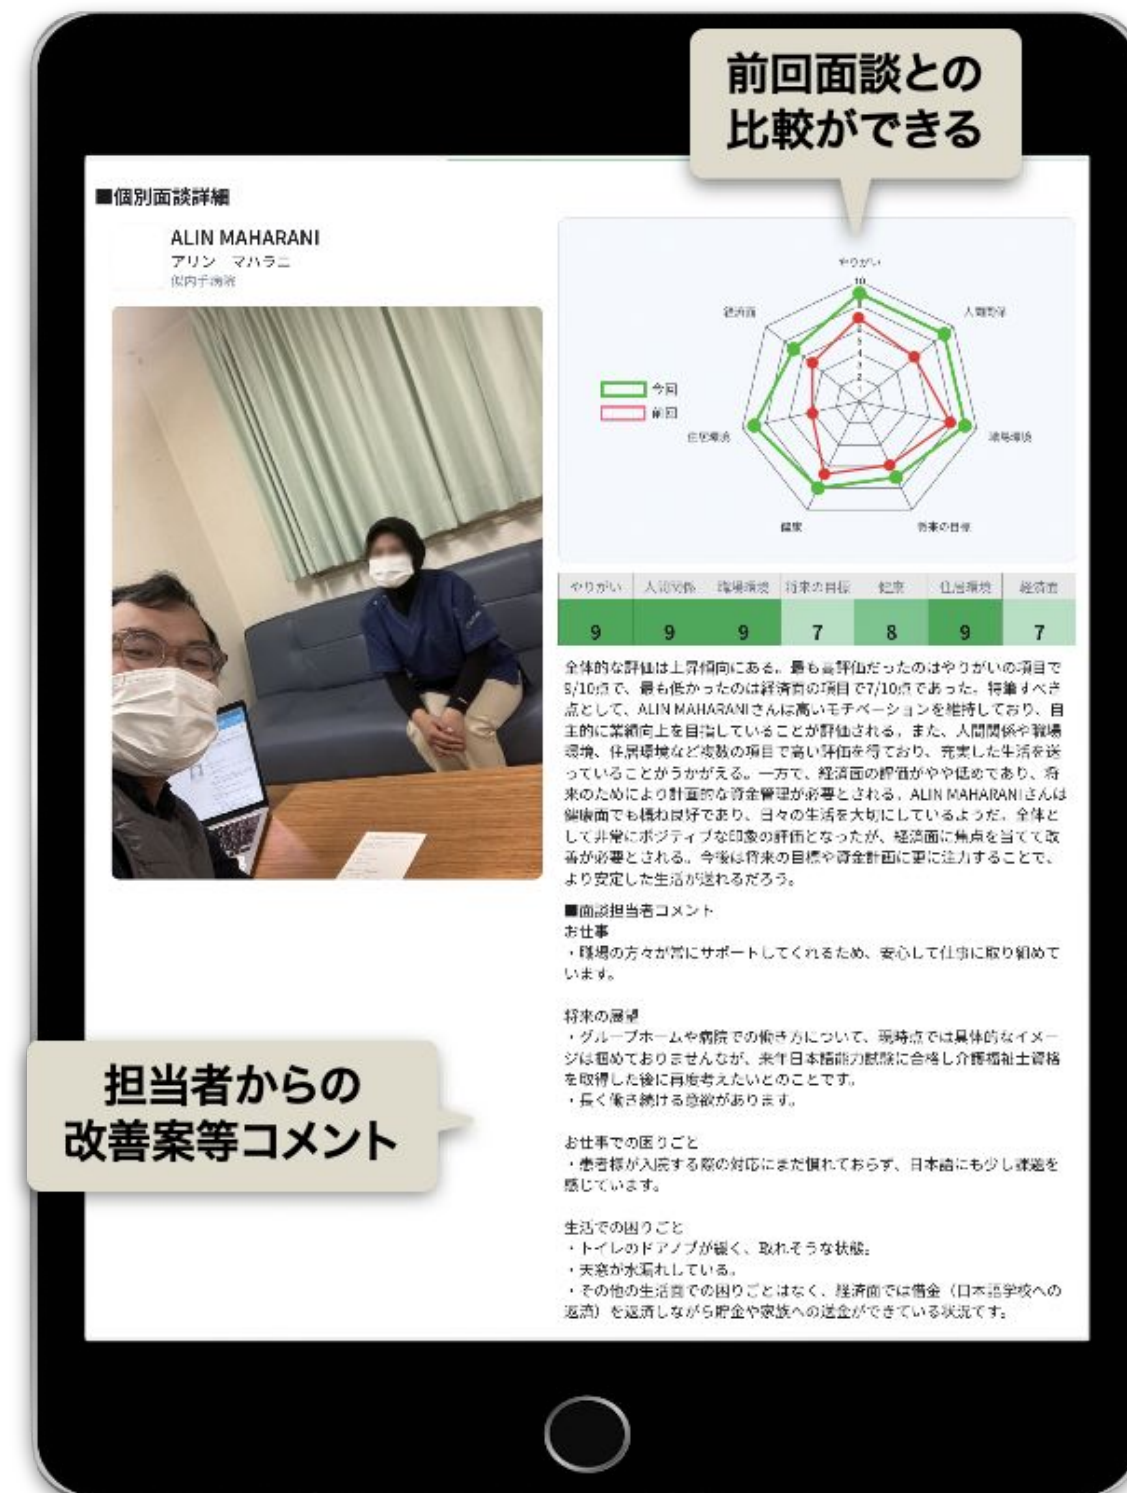 前回面談との
比較ができる
■個別面談詳細
ALIN MAHARANI
アリン　マハラニ
やりがい
10
人間関係
経済面
5
4
3
2
1
今回
前回
住居環境
職場環境
健康
将来の目標
やりがい 人間関係 職場環境 将来の目標 健康 住居環境 経済面
9 9 9 7 8 9 7
全体的な評価は上昇傾向にある。最も高評価だったのはやりがいの項目で
9/10点で、最も低かったのは経済面の項目で7/10点であった。特筆すべき
点として、ALIN MAHARANIさんは高いモチベーションを維持しており、自
主的に業績向上を目指していることが評価される。また、人間関係や職場
環境、住居環境など複数の項目で高い評価を得ており、充実した生活を送
っていることがうかがえる。一方で、経済面の評価がやや低めであり、将
来のためにより計画的な資金管理が必要とされる。ALIN MAHARANIさんは
健康面でも概ね良好であり、日々の生活を大切にしているようだ。全体と
して非常にポジティブな印象の評価となったが、経済面に焦点を当てて改
善が必要とされる。今後は将来の目標や資金計画に更に注力することで、
より安定した生活が送れるだろう。
■面談担当者コメント
お仕事
・職場の方々が常にサポートしてくれるため、安心して仕事に取り組めて
います。
将来の展望
・グループホームや病院での働き方について、現時点では具体的なイメー
ジは掴めておりませんなが、来年日本語能力試験に合格し介護福祉士資格
を取得した後に再度考えたいとのことです。
・長く働き続ける意欲があります。
担当者からの
改善案等コメント
お仕事での困りごと
・患者様が入院する際の対応にまだ慣れておらず、日本語にも少し課題を
感じています。
生活での困りごと
・トイレのドアノブが緩く、取れそうな状態。
・天窓が水漏れしている。
・その他の生活面での困りごとはなく、経済面では借金（日本語学校への
返済）を返済しながら貯金や家族への送金ができている状況です。